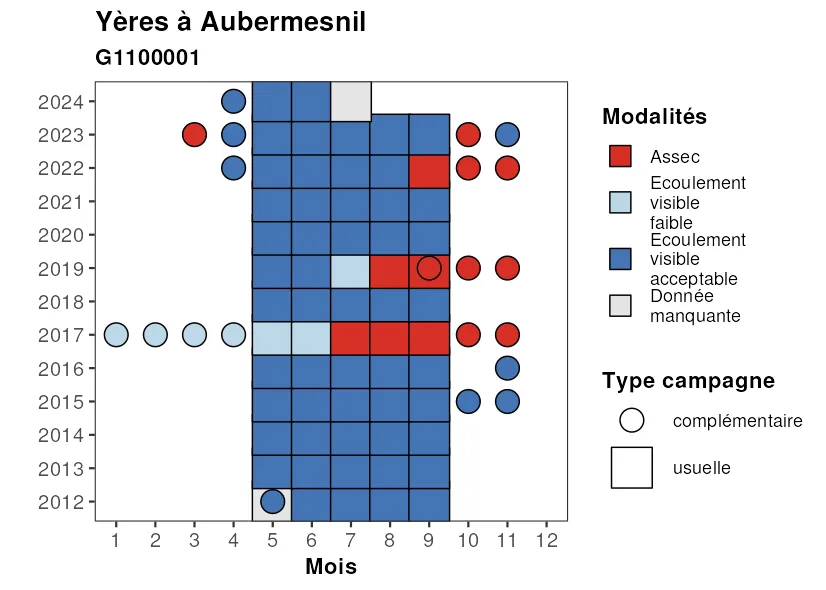 Yères à Aubermesnil
G1100001
2024
2023
2022
2021
2020
2019
2018
2017
2016
2015
2014
2013
2012
1 2 3 4 5 6 7 8 9 10 11 12
Mois
Modalités
Assec
Ecoulement
visible
faible
Ecoulement
visible
acceptable
Donnée
manquante
Type campagne
complémentaire
usuelle